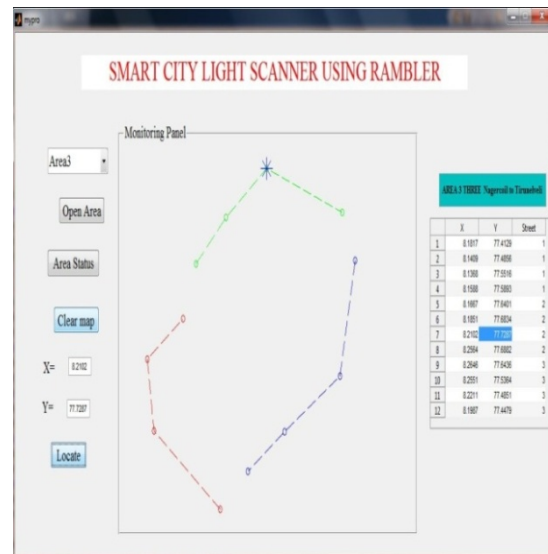 mypro
SMART CITY LIGHT SCANNER USING RAMBLER
Monitoring Panel
Area3
Open Area
Area Status
Clear map
X= 8.2102
Y= 77.7287
Locate
AREA 3 THREE Nagercoil to Tirunelveli
X Y Street
1 8.1817 77.4129 1
2 8.1409 77.4898 1
3 8.1368 77.5516 1
4 8.1588 77.5893 1
5 8.1667 77.6401 2
6 8.1851 77.6834 2
7 8.2102 77.7287 2
8 8.2564 77.6882 2
9 8.2646 77.6436 3
10 8.2551 77.5364 3
11 8.2211 77.4851 3
12 8.1987 77.4479 3